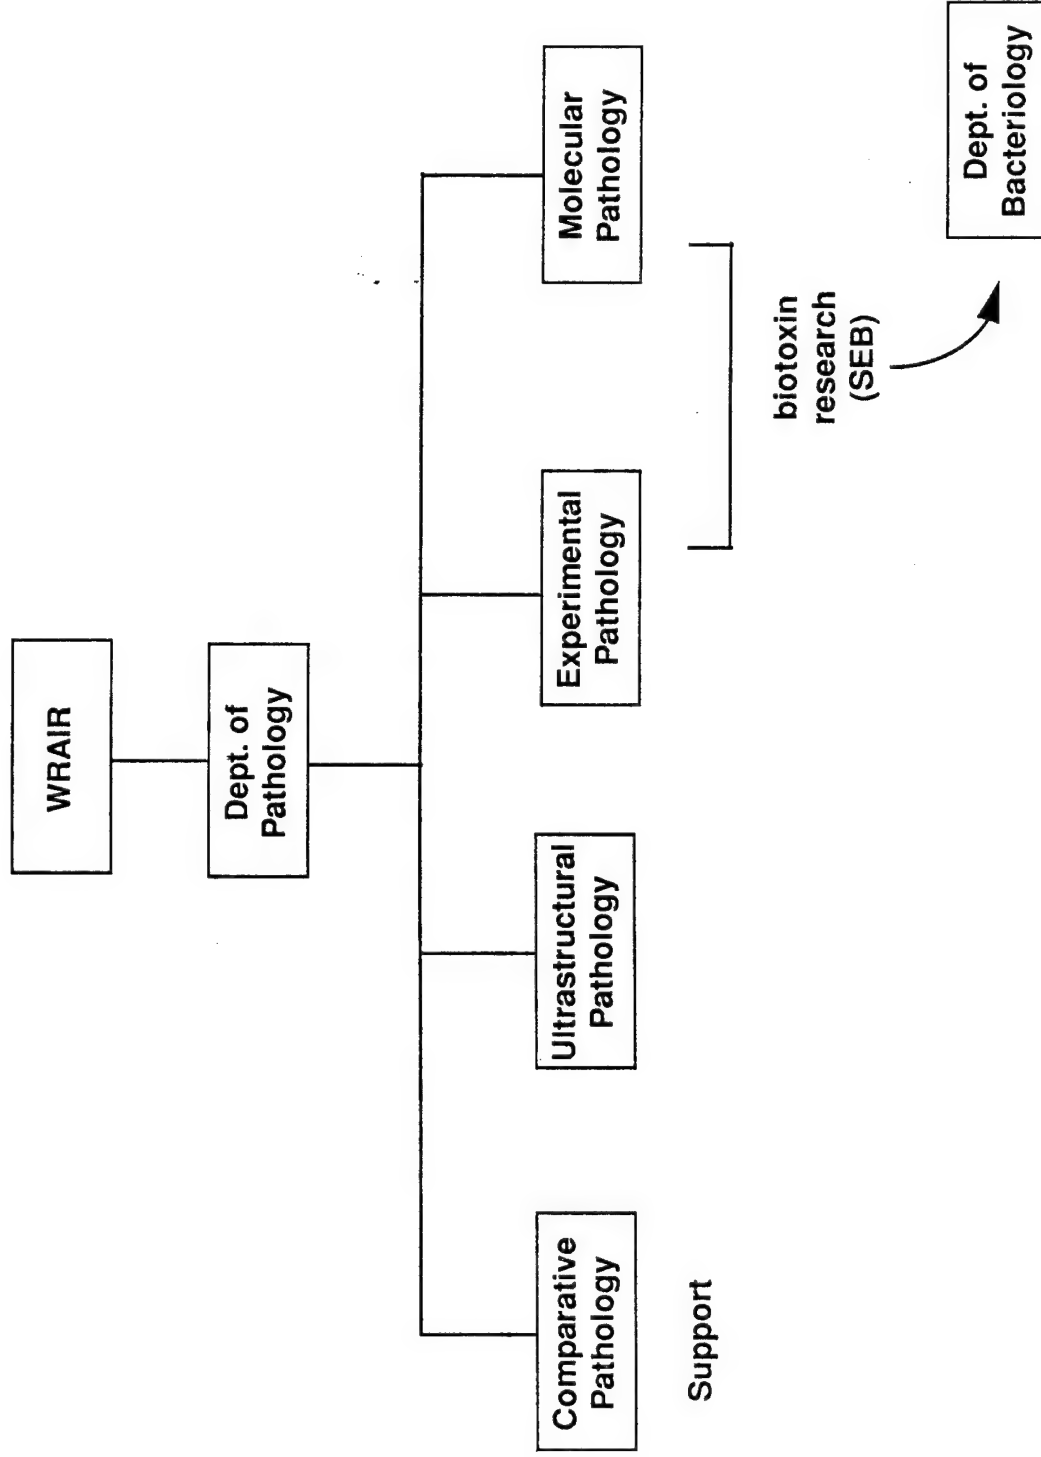 WRAIR
Dept. of
Pathology
Comparative
Pathology
Ultrastructural
Pathology
Experimental
Pathology
Molecular
Pathology
Support
biotoxin
research
(SEB)
Dept. of
Bacteriology